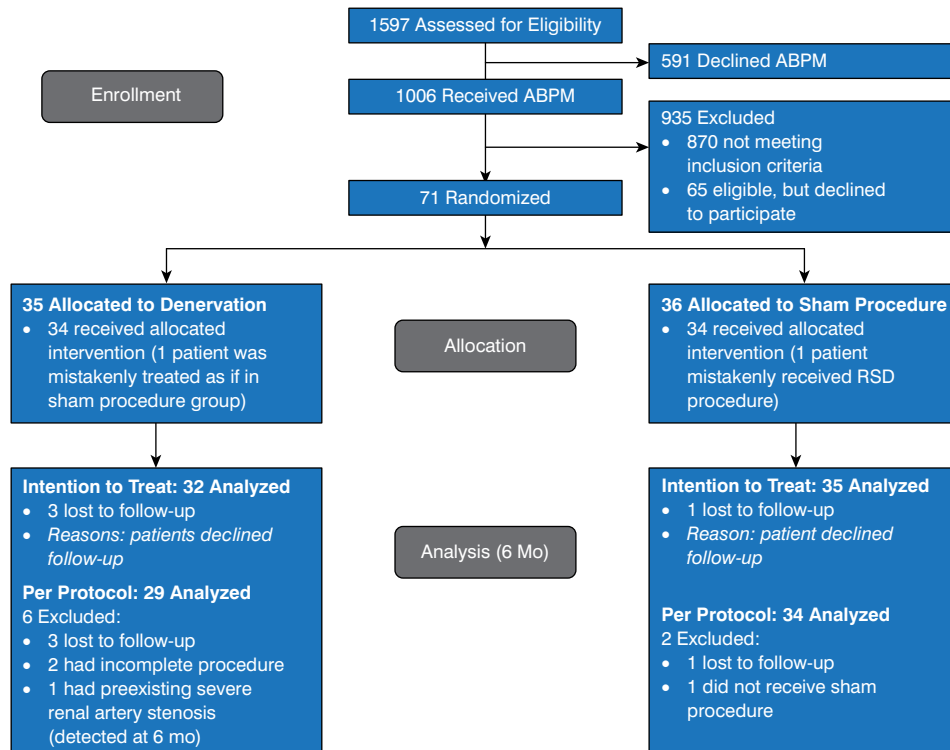 1597 Assessed for Eligibility
591 Declined ABPM
Enrollment
1006 Received ABPM
935 Excluded
• 870 not meeting
inclusion criteria
• 65 eligible, but declined
to participate
71 Randomized
35 Allocated to Denervation
• 34 received allocated
intervention (1 patient was
mistakenly treated as if in
sham procedure group)
Allocation
36 Allocated to Sham Procedure
• 34 received allocated
intervention (1 patient
mistakenly received RSD
procedure)
Intention to Treat: 32 Analyzed
• 3 lost to follow-up
• Reasons: patients declined
follow-up
Per Protocol: 29 Analyzed
6 Excluded:
• 3 lost to follow-up
• 2 had incomplete procedure
• 1 had preexisting severe
renal artery stenosis
(detected at 6 mo)
Analysis (6 Mo)
Intention to Treat: 35 Analyzed
• 1 lost to follow-up
• Reason: patient declined
follow-up
Per Protocol: 34 Analyzed
2 Excluded:
• 1 lost to follow-up
• 1 did not receive sham
procedure